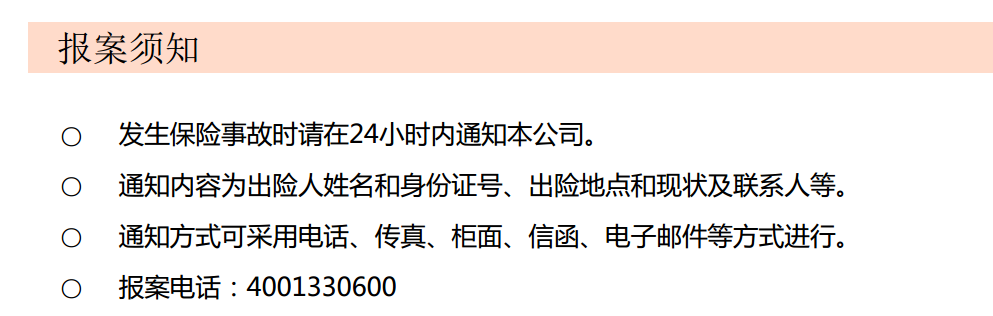 报案须知
○ 发生保险事故时请在24小时内通知本公司。
○ 通知内容为出险人姓名和身份证号、出险地点和现状及联系人等。
○ 通知方式可采用电话、传真、柜面、信函、电子邮件等方式进行。
○ 报案电话：4001330600